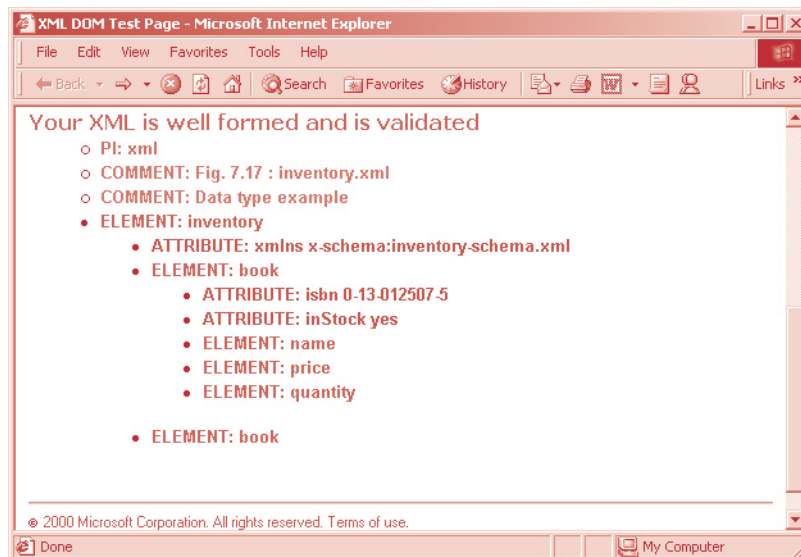 XML DOM Test Page - Microsoft Internet Explorer
File Edit View Favorites Tools Help
Back Search Favorites History W Links »
Your XML is well formed and is validated
PI: xml
COMMENT: Fig. 7.17 : inventory.xml
COMMENT: Data type example
ELEMENT: inventory
ATTRIBUTE: xmlns x-schema:inventory-schema.xml
ELEMENT: book
ATTRIBUTE: isbn 0-13-012507-5
ATTRIBUTE: inStock yes
ELEMENT: name
ELEMENT: price
ELEMENT: quantity
ELEMENT: book
© 2000 Microsoft Corporation. All rights reserved. Terms of use.
Done My Computer